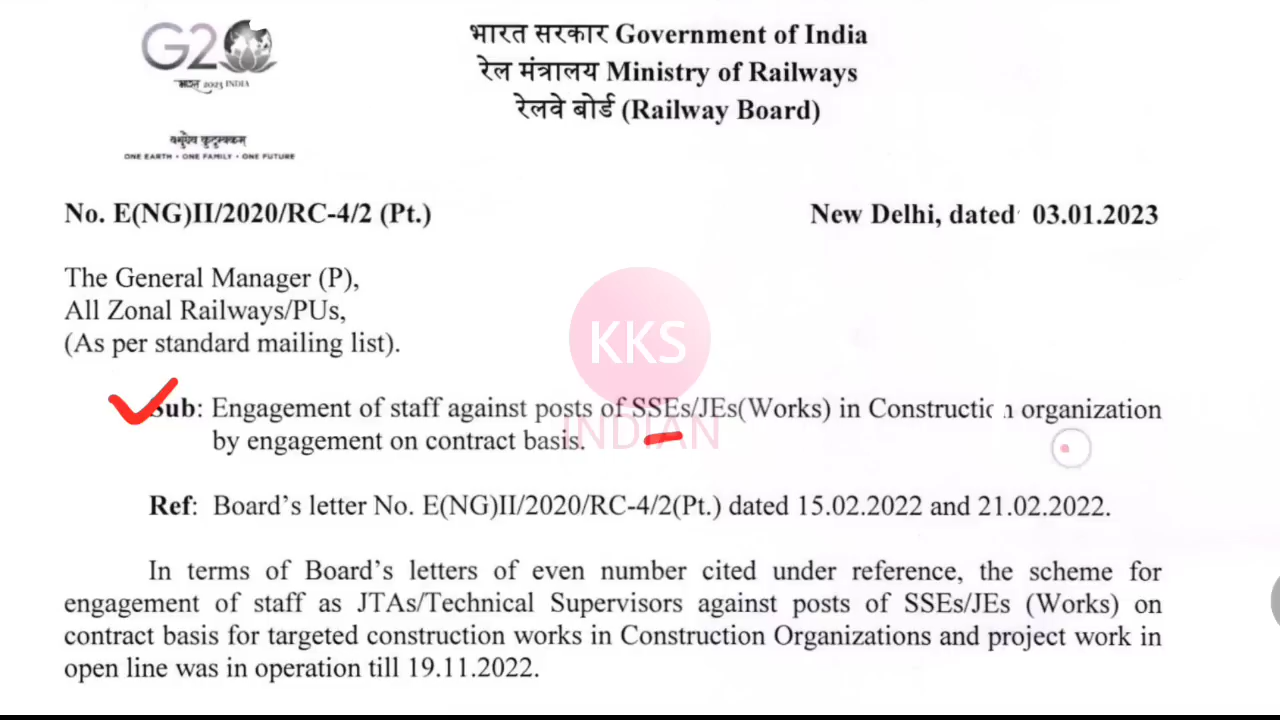 G20
भारत 2023 INDIA
वसुधैव कुटुम्बकम्
ONE EARTH • ONE FAMILY • ONE FUTURE
भारत सरकार Government of India
रेल मंत्रालय Ministry of Railways
रेलवे बोर्ड (Railway Board)
No. E(NG)II/2020/RC-4/2 (Pt.)
New Delhi, dated 03.01.2023
The General Manager (P),
All Zonal Railways/PUs,
(As per standard mailing list).
Sub: Engagement of staff against posts of SSEs/JEs(Works) in Construction organization
by engagement on contract basis.
KKS
INDIAN
Ref: Board's letter No. E(NG)II/2020/RC-4/2(Pt.) dated 15.02.2022 and 21.02.2022.
In terms of Board's letters of even number cited under reference, the scheme for
engagement of staff as JTAs/Technical Supervisors against posts of SSEs/JEs (Works) on
contract basis for targeted construction works in Construction Organizations and project work in
open line was in operation till 19.11.2022.